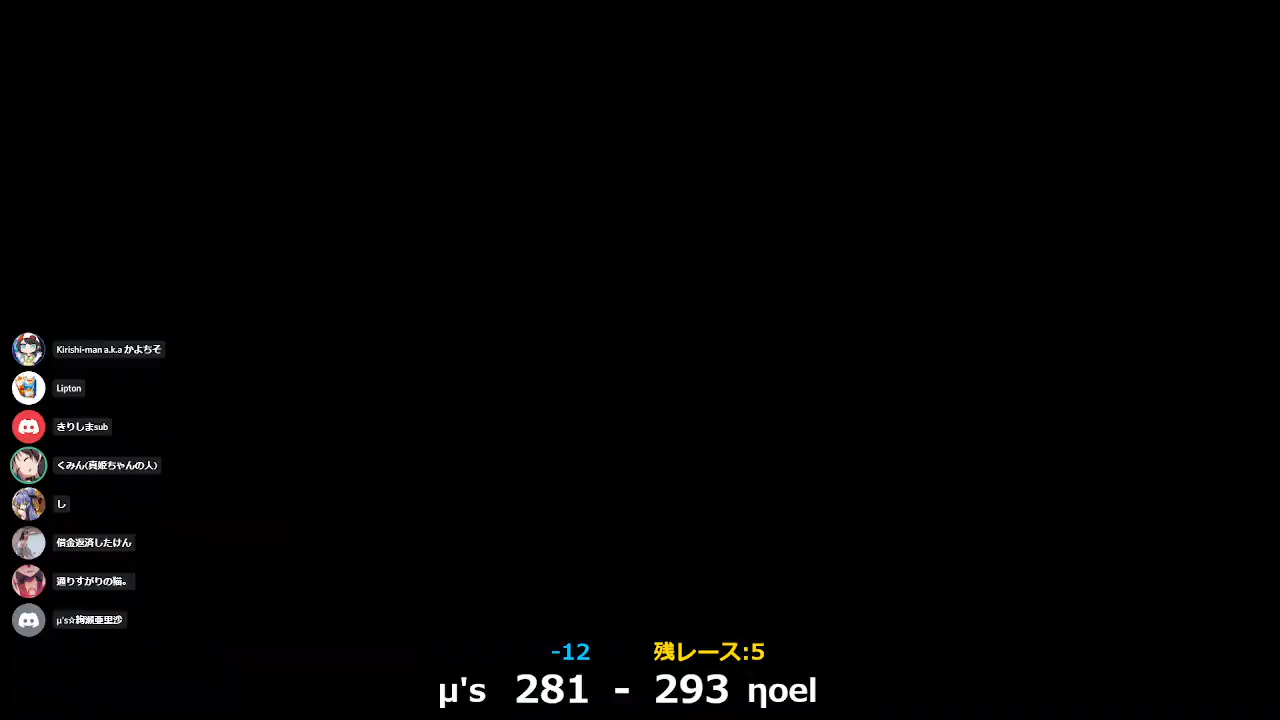 Kirishi-man a.k.a かよちそ
Lipton
きりしまsub
くみん(真姫ちゃんの人)
し
借金返済したけん
通りすがりの猫。
μ's☆絢瀬亜里沙
-12 残レース:5
μ's 281 - 293 ηoel